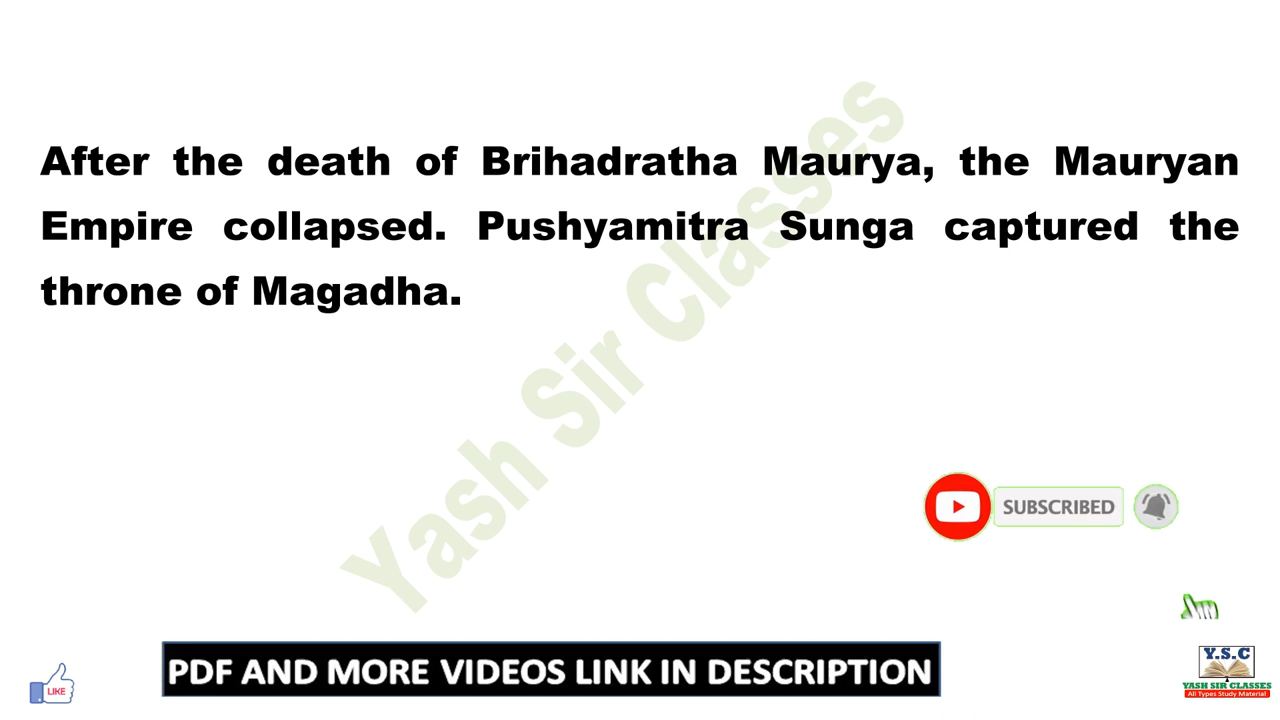 After the death of Brihadratha Maurya, the Mauryan
Empire collapsed. Pushyamitra Sunga captured the
throne of Magadha.
Yash Sir Classes
SUBSCRIBED
LIKE
PDF AND MORE VIDEOS LINK IN DESCRIPTION
Y.S.C
YASH SIR CLASSES
All Types Study Material